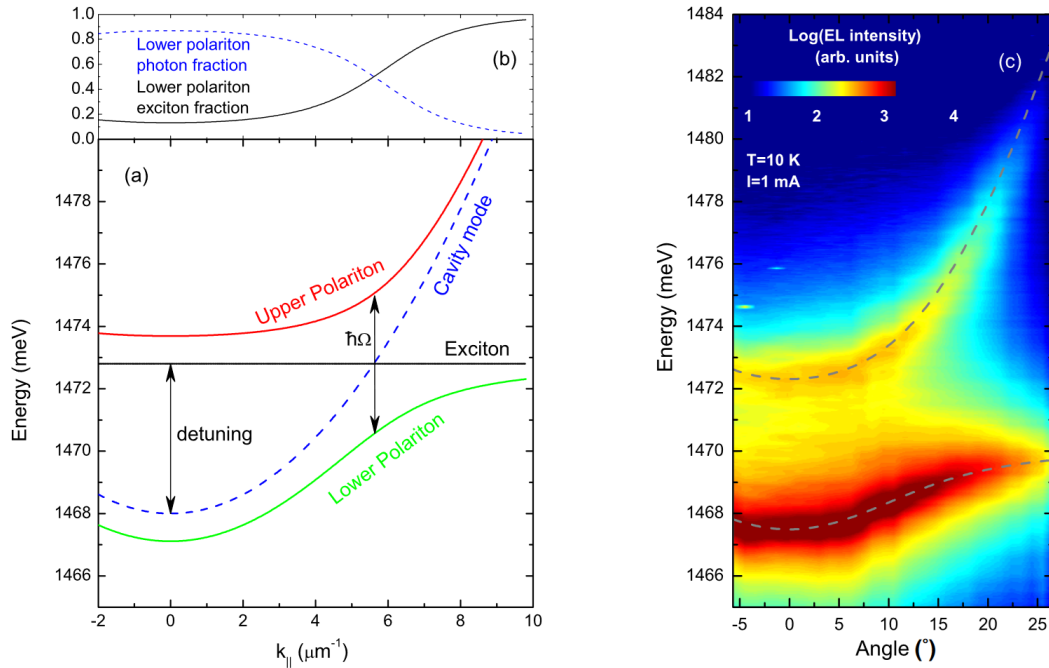 1.0
0.8
0.6
0.4
0.2
0.0
Lower polariton
photon fraction
Lower polariton
exciton fraction
(b)
(a)
1478
1476
1474
1472
1470
1468
1466
Energy (meV)
Upper Polariton
Cavity mode
ħΩ
Exciton
detuning
Lower Polariton
-2 0 2 4 6 8 10
k|| (μm-1)
1484
1482
1480
1478
1476
1474
1472
1470
1468
1466
Energy (meV)
Log(EL intensity)
(arb. units)
(c)
1 2 3 4
T=10 K
I=1 mA
-5 0 5 10 15 20 25
Angle (°)